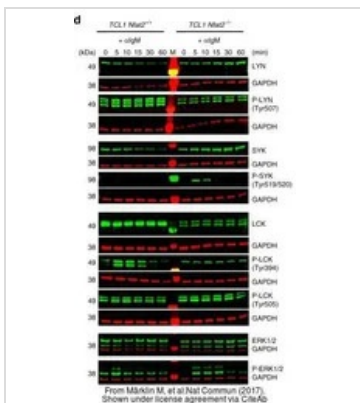 d
TCL1 Nfat2+/+ TCL1 Nfat2-/-
+ αIgM + αIgM
(kDa) 0 5 10 15 30 60 M 0 5 10 15 30 60 (min)
49 LYN
38 GAPDH
49 P-LYN
(Tyr507)
38 GAPDH
98 SYK
38 GAPDH
98 P-SYK
(Tyr519/520)
38 GAPDH
49 LCK
38 GAPDH
49 P-LCK
(Tyr394)
38 GAPDH
49 P-LCK
(Tyr505)
38 GAPDH
ERK1/2
38 GAPDH
P-ERK1/2
38 GAPDH
From Märklin M, et al.Nat Commun (2017).
Shown under license agreement via CiteAb